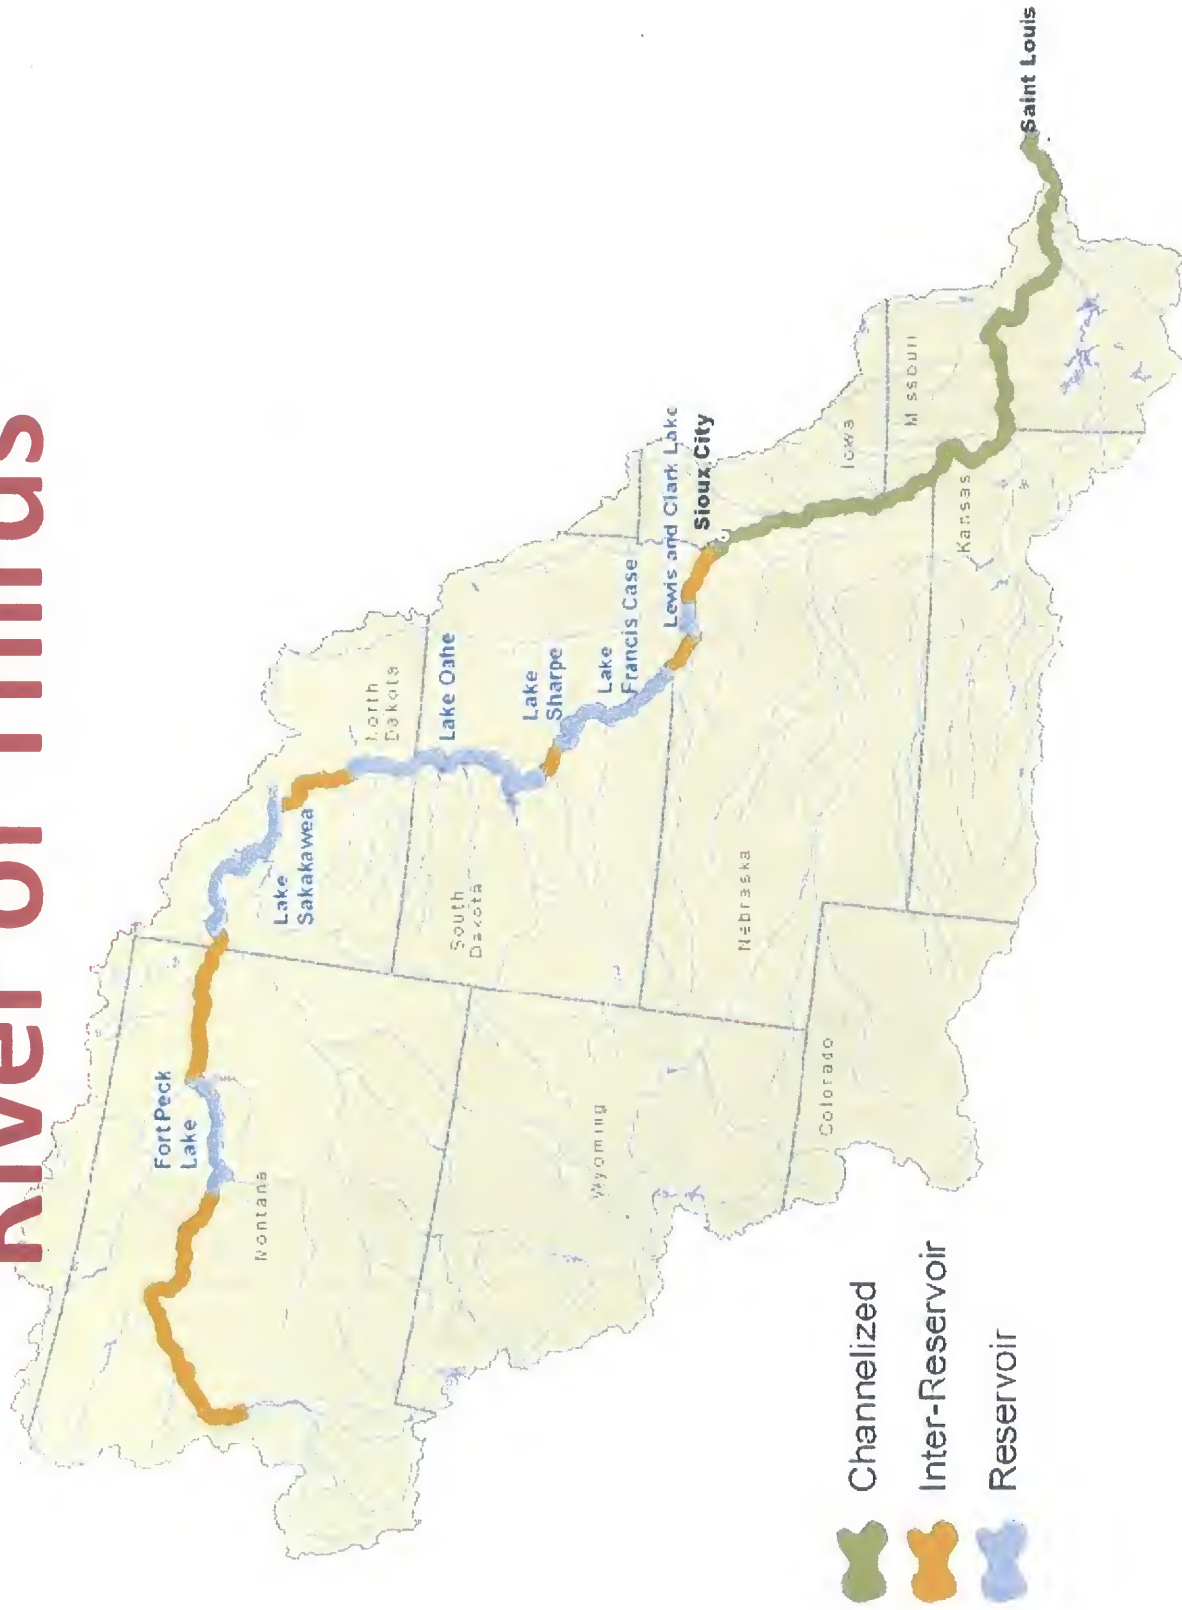 River of Thirds
Fort Peck
Lake
Montana
Lake
Sakakawea
North
Dakota
Lake Oahe
South
Dakota
Lake
Sharpe
Lake
Francis Case
Lewis and Clark Lake
Sioux City
Wyoming
Nebraska
Iowa
Colorado
Kansas
Missouri
Saint Louis
Channelized
Inter-Reservoir
Reservoir